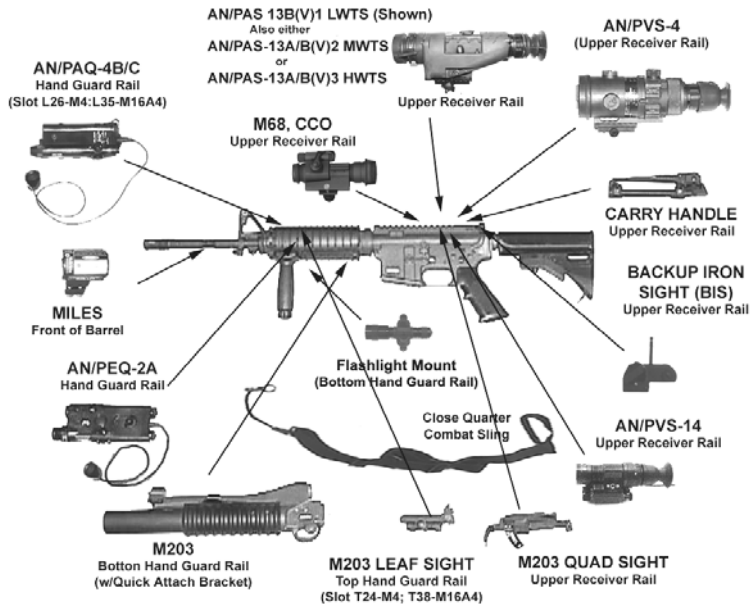 AN/PAS 13B(V)1 LWTS (Shown)
Also either
AN/PAS-13A/B(V)2 MWTS
or
AN/PAS-13A/B(V)3 HWTS
Upper Receiver Rail
AN/PVS-4
(Upper Receiver Rail)
AN/PAQ-4B/C
Hand Guard Rail
(Slot L26-M4:L35-M16A4)
M68, CCO
Upper Receiver Rail
CARRY HANDLE
Upper Receiver Rail
MILES
Front of Barrel
BACKUP IRON
SIGHT (BIS)
Upper Receiver Rail
AN/PEQ-2A
Hand Guard Rail
Flashlight Mount
(Bottom Hand Guard Rail)
Close Quarter
Combat Sling
AN/PVS-14
Upper Receiver Rail
M203
Botton Hand Guard Rail
(w/Quick Attach Bracket)
M203 LEAF SIGHT
Top Hand Guard Rail
(Slot T24-M4; T38-M16A4)
M203 QUAD SIGHT
Upper Receiver Rail